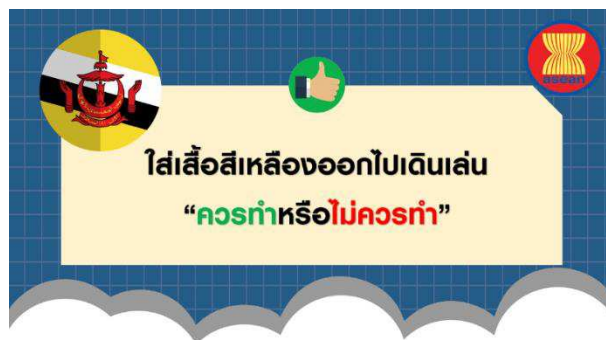 asean
ใส่เสื้อสีเหลืองออกไปเดินเล่น
“ควรทำหรือไม่ควรทำ”